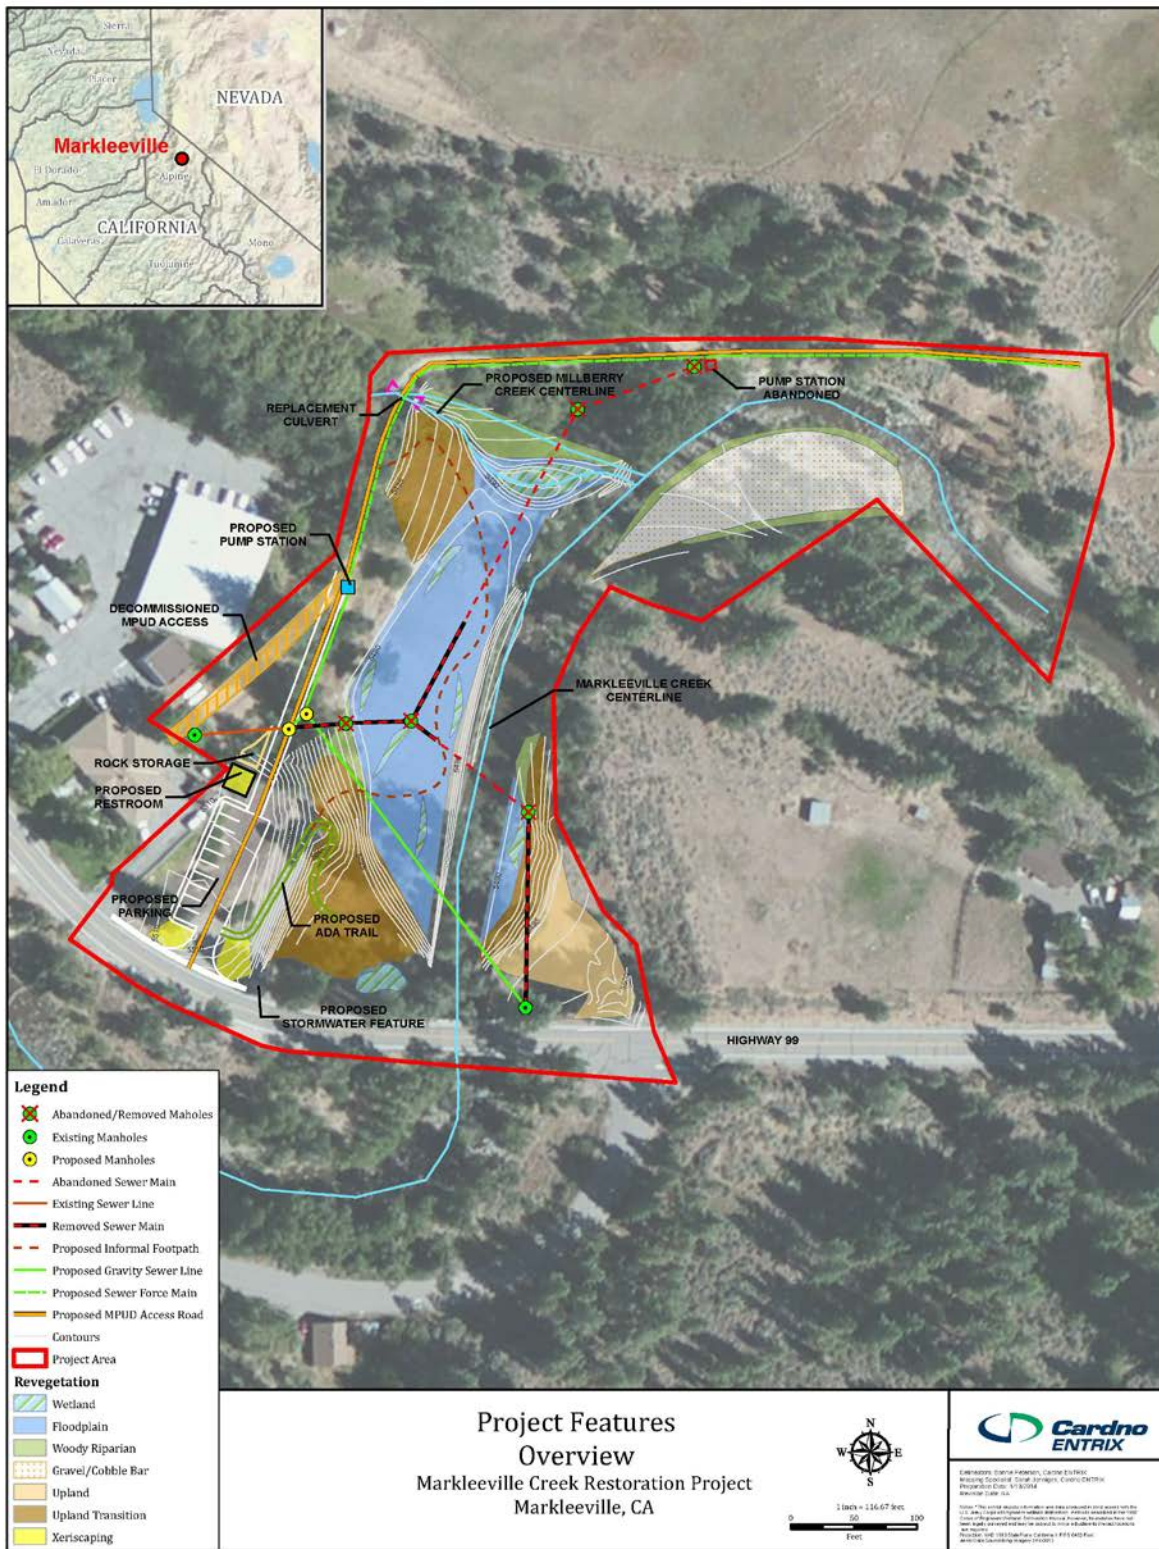 Sierra
Nevada
Placer
NEVADA
Markleeville
El Dorado
Alpine
Amador
CALIFORNIA
Calaveras
Mono
Tuolumne
PROPOSED MILLBERRY
CREEK CENTERLINE
REPLACEMENT
CULVERT
PUMP STATION
ABANDONED
PROPOSED
PUMP STATION
DECOMMISSIONED
MPUD ACCESS
MARKLEEVILLE CREEK
CENTERLINE
ROCK STORAGE
PROPOSED
RESTROOM
PROPOSED
PARKING
PROPOSED
ADA TRAIL
PROPOSED
STORMWATER FEATURE
HIGHWAY 99
Legend
Abandoned/Removed Maholes
Existing Manholes
Proposed Manholes
Abandoned Sewer Main
Existing Sewer Line
Removed Sewer Main
Proposed Informal Footpath
Proposed Gravity Sewer Line
Proposed Sewer Force Main
Proposed MPUD Access Road
Contours
Project Area
Revegetation
Wetland
Floodplain
Woody Riparian
Gravel/Cobble Bar
Upland
Upland Transition
Xeriscaping
Project Features
Overview
Markleeville Creek Restoration Project
Markleeville, CA
N
W E
S
1 inch = 116.67 feet
0 50 100
Feet
Cardno
ENTRIX